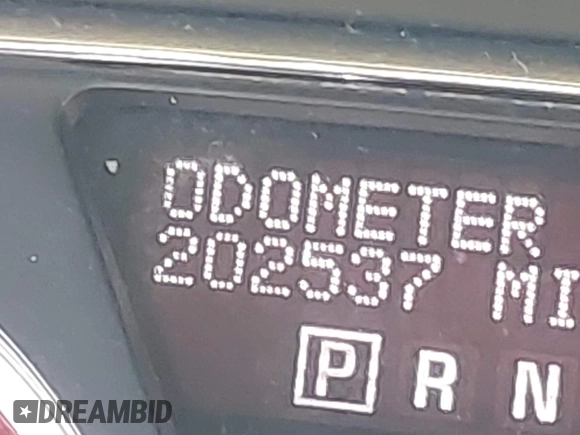 ODOMETER
202537 MI
P R N
DREAMBID